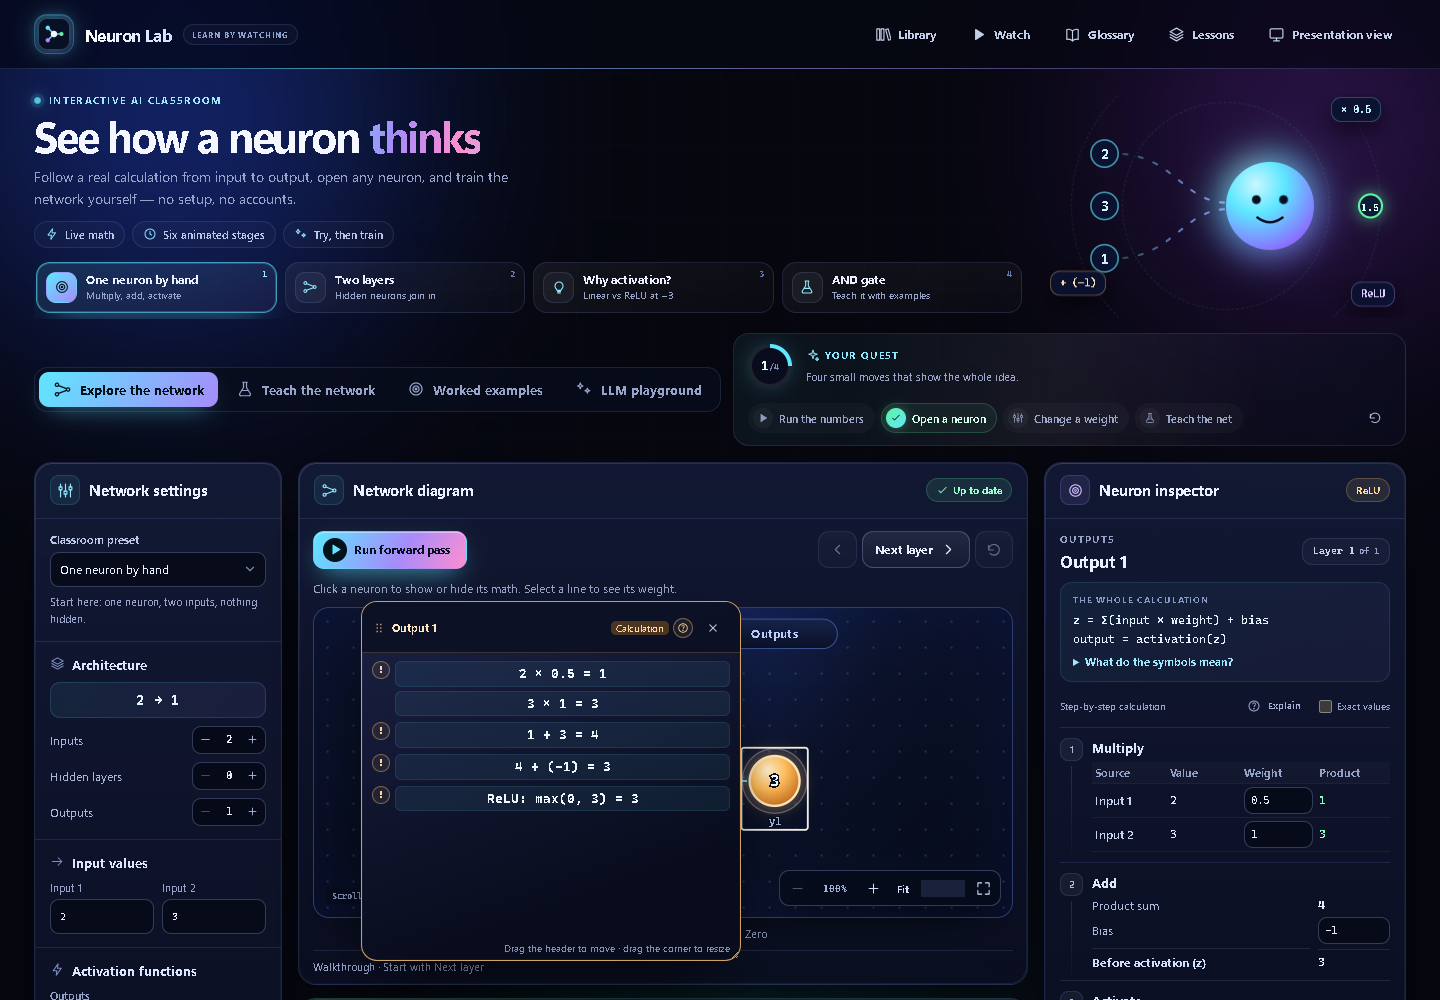 Neuron Lab
LEARN BY WATCHING
Library
Watch
Glossary
Lessons
Presentation view
INTERACTIVE AI CLASSROOM
See how a neuron thinks
Follow a real calculation from input to output, open any neuron, and train the
network yourself — no setup, no accounts.
Live math
Six animated stages
Try, then train
One neuron by hand
Multiply, add, activate
1
Two layers
Hidden neurons join in
2
Why activation?
Linear vs ReLU at −3
3
AND gate
Teach it with examples
4
2
3
1
× 0.5
1.5
+ (−1)
ReLU
Explore the network
Teach the network
Worked examples
LLM playground
1/4
YOUR QUEST
Four small moves that show the whole idea.
Run the numbers
Open a neuron
Change a weight
Teach the net
Network settings
Classroom preset
One neuron by hand
Start here: one neuron, two inputs, nothing
hidden.
Architecture
2 → 1
Inputs
− 2 +
Hidden layers
− 0 +
Outputs
− 1 +
Input values
Input 1
Input 2
2
3
Activation functions
Outputs
Network diagram
Up to date
Run forward pass
Next layer
Click a neuron to show or hide its math. Select a line to see its weight.
Outputs
Output 1
Calculation
?
×
! 2 × 0.5 = 1
3 × 1 = 3
! 1 + 3 = 4
! 4 + (−1) = 3
! ReLU: max(0, 3) = 3
Drag the header to move · drag the corner to resize
3
y1
Scroll
− 100% + Fit
Zero
Walkthrough · Start with Next layer
Neuron inspector
ReLU
OUTPUTS
Output 1
Layer 1 of 1
THE WHOLE CALCULATION
z = Σ(input × weight) + bias
output = activation(z)
What do the symbols mean?
Step-by-step calculation
? Explain
Exact values
1 Multiply
Source Value Weight Product
Input 1 2 0.5 1
Input 2 3 1 3
2 Add
Product sum 4
Bias −1
Before activation (z) 3